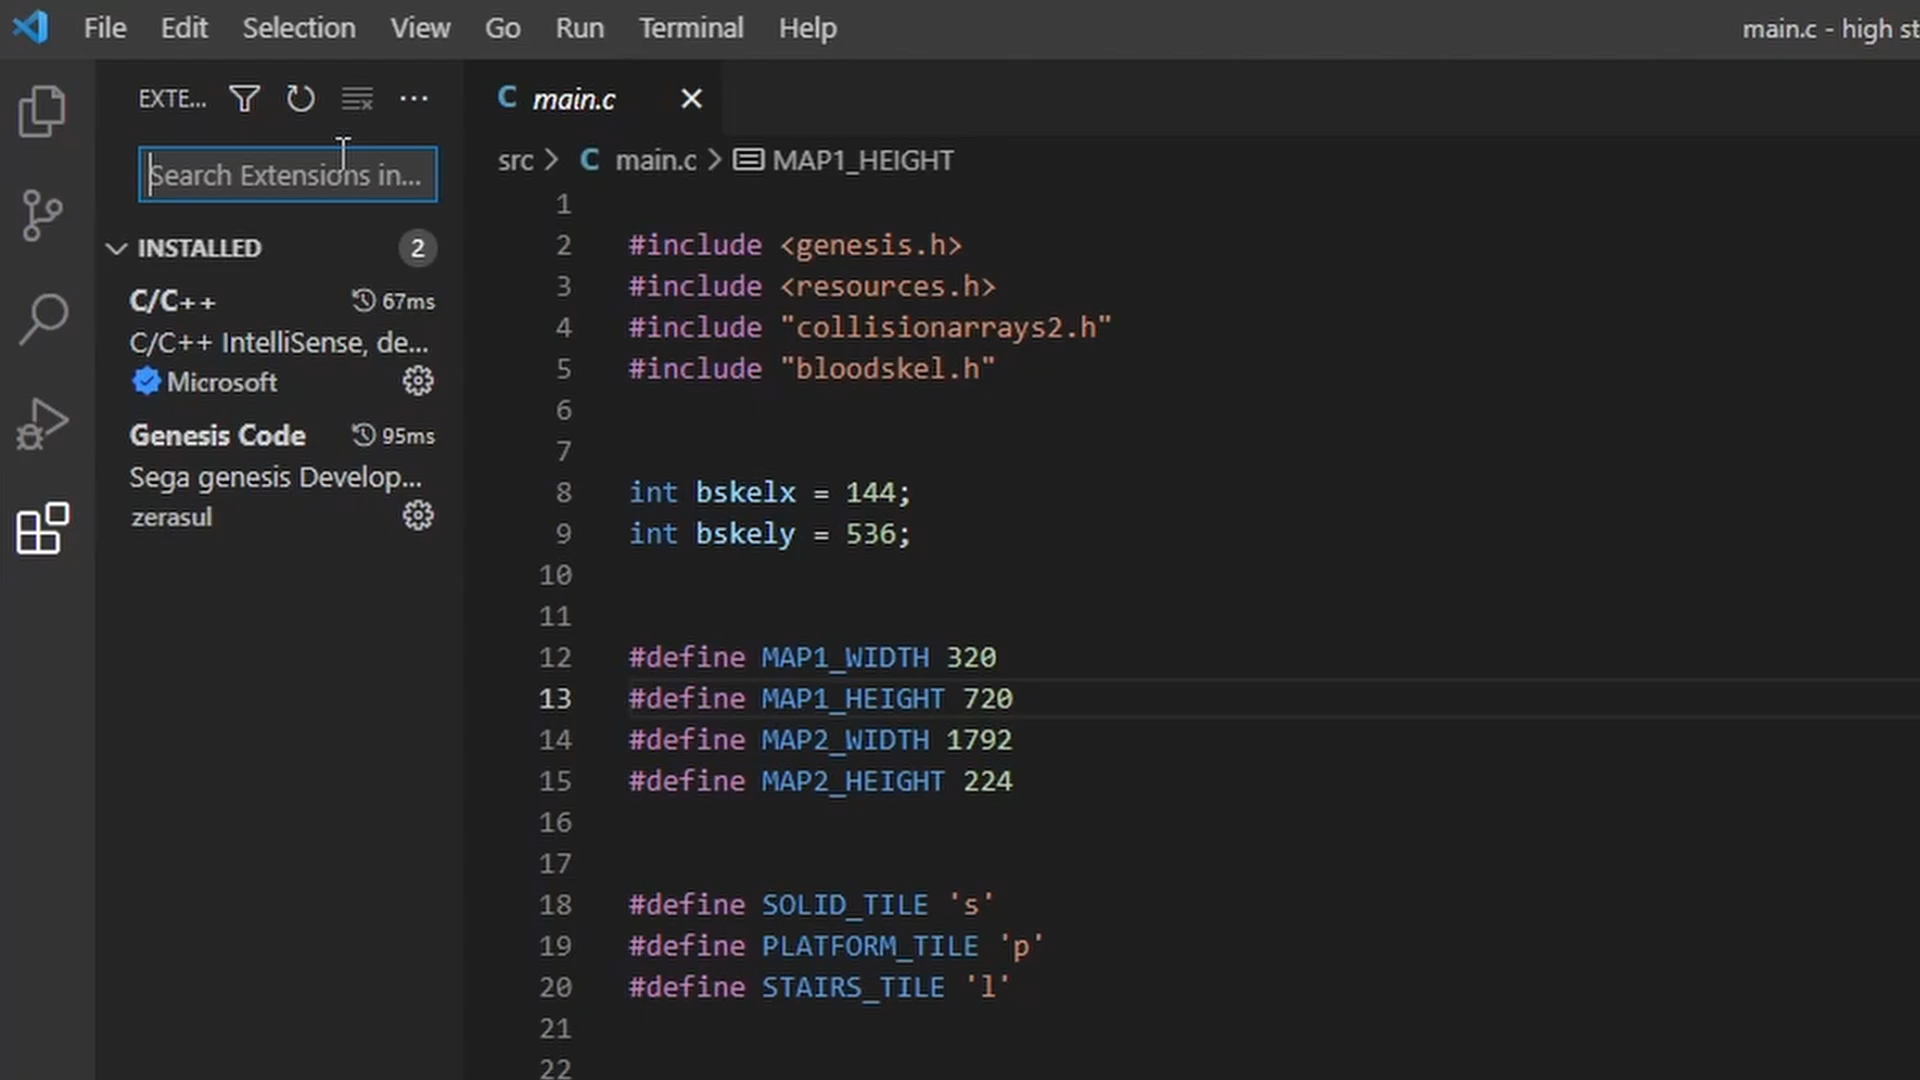 File Edit Selection View Go Run Terminal Help
main.c - high st
EXTE...
Search Extensions in...
INSTALLED 2
C/C++ 67ms
C/C++ IntelliSense, de...
Microsoft
Genesis Code 95ms
Sega genesis Develop...
zerasul
C main.c
src > C main.c > MAP1_HEIGHT
1
2 #include <genesis.h>
3 #include <resources.h>
4 #include "collisionarrays2.h"
5 #include "bloodskel.h"
6
7
8 int bskelx = 144;
9 int bskely = 536;
10
11
12 #define MAP1_WIDTH 320
13 #define MAP1_HEIGHT 720
14 #define MAP2_WIDTH 1792
15 #define MAP2_HEIGHT 224
16
17
18 #define SOLID_TILE 's'
19 #define PLATFORM_TILE 'p'
20 #define STAIRS_TILE 'l'
21
22